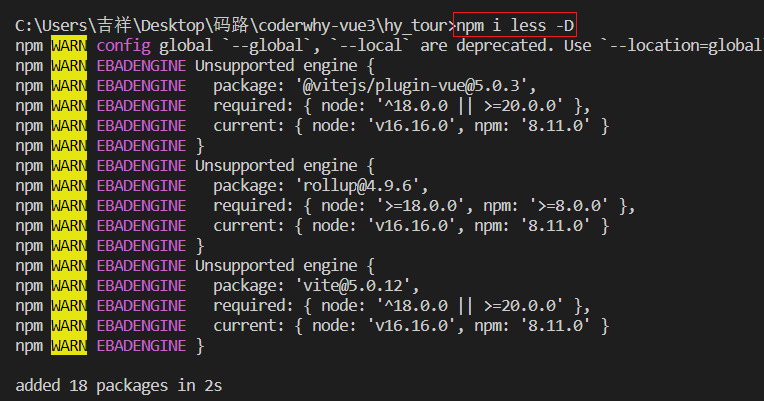 C:\Users\吉祥\Desktop\码路\coderwhy-vue3\hy_tour>npm i less -D
npm WARN config global `--global`, `--local` are deprecated. Use `--location=global
npm WARN EBADENGINE Unsupported engine {
npm WARN EBADENGINE   package: '@vitejs/plugin-vue@5.0.3',
npm WARN EBADENGINE   required: { node: '^18.0.0 || >=20.0.0' },
npm WARN EBADENGINE   current: { node: 'v16.16.0', npm: '8.11.0' }
npm WARN EBADENGINE }
npm WARN EBADENGINE Unsupported engine {
npm WARN EBADENGINE   package: 'rollup@4.9.6',
npm WARN EBADENGINE   required: { node: '>=18.0.0', npm: '>=8.0.0' },
npm WARN EBADENGINE   current: { node: 'v16.16.0', npm: '8.11.0' }
npm WARN EBADENGINE }
npm WARN EBADENGINE Unsupported engine {
npm WARN EBADENGINE   package: 'vite@5.0.12',
npm WARN EBADENGINE   required: { node: '^18.0.0 || >=20.0.0' },
npm WARN EBADENGINE   current: { node: 'v16.16.0', npm: '8.11.0' }
npm WARN EBADENGINE }
added 18 packages in 2s